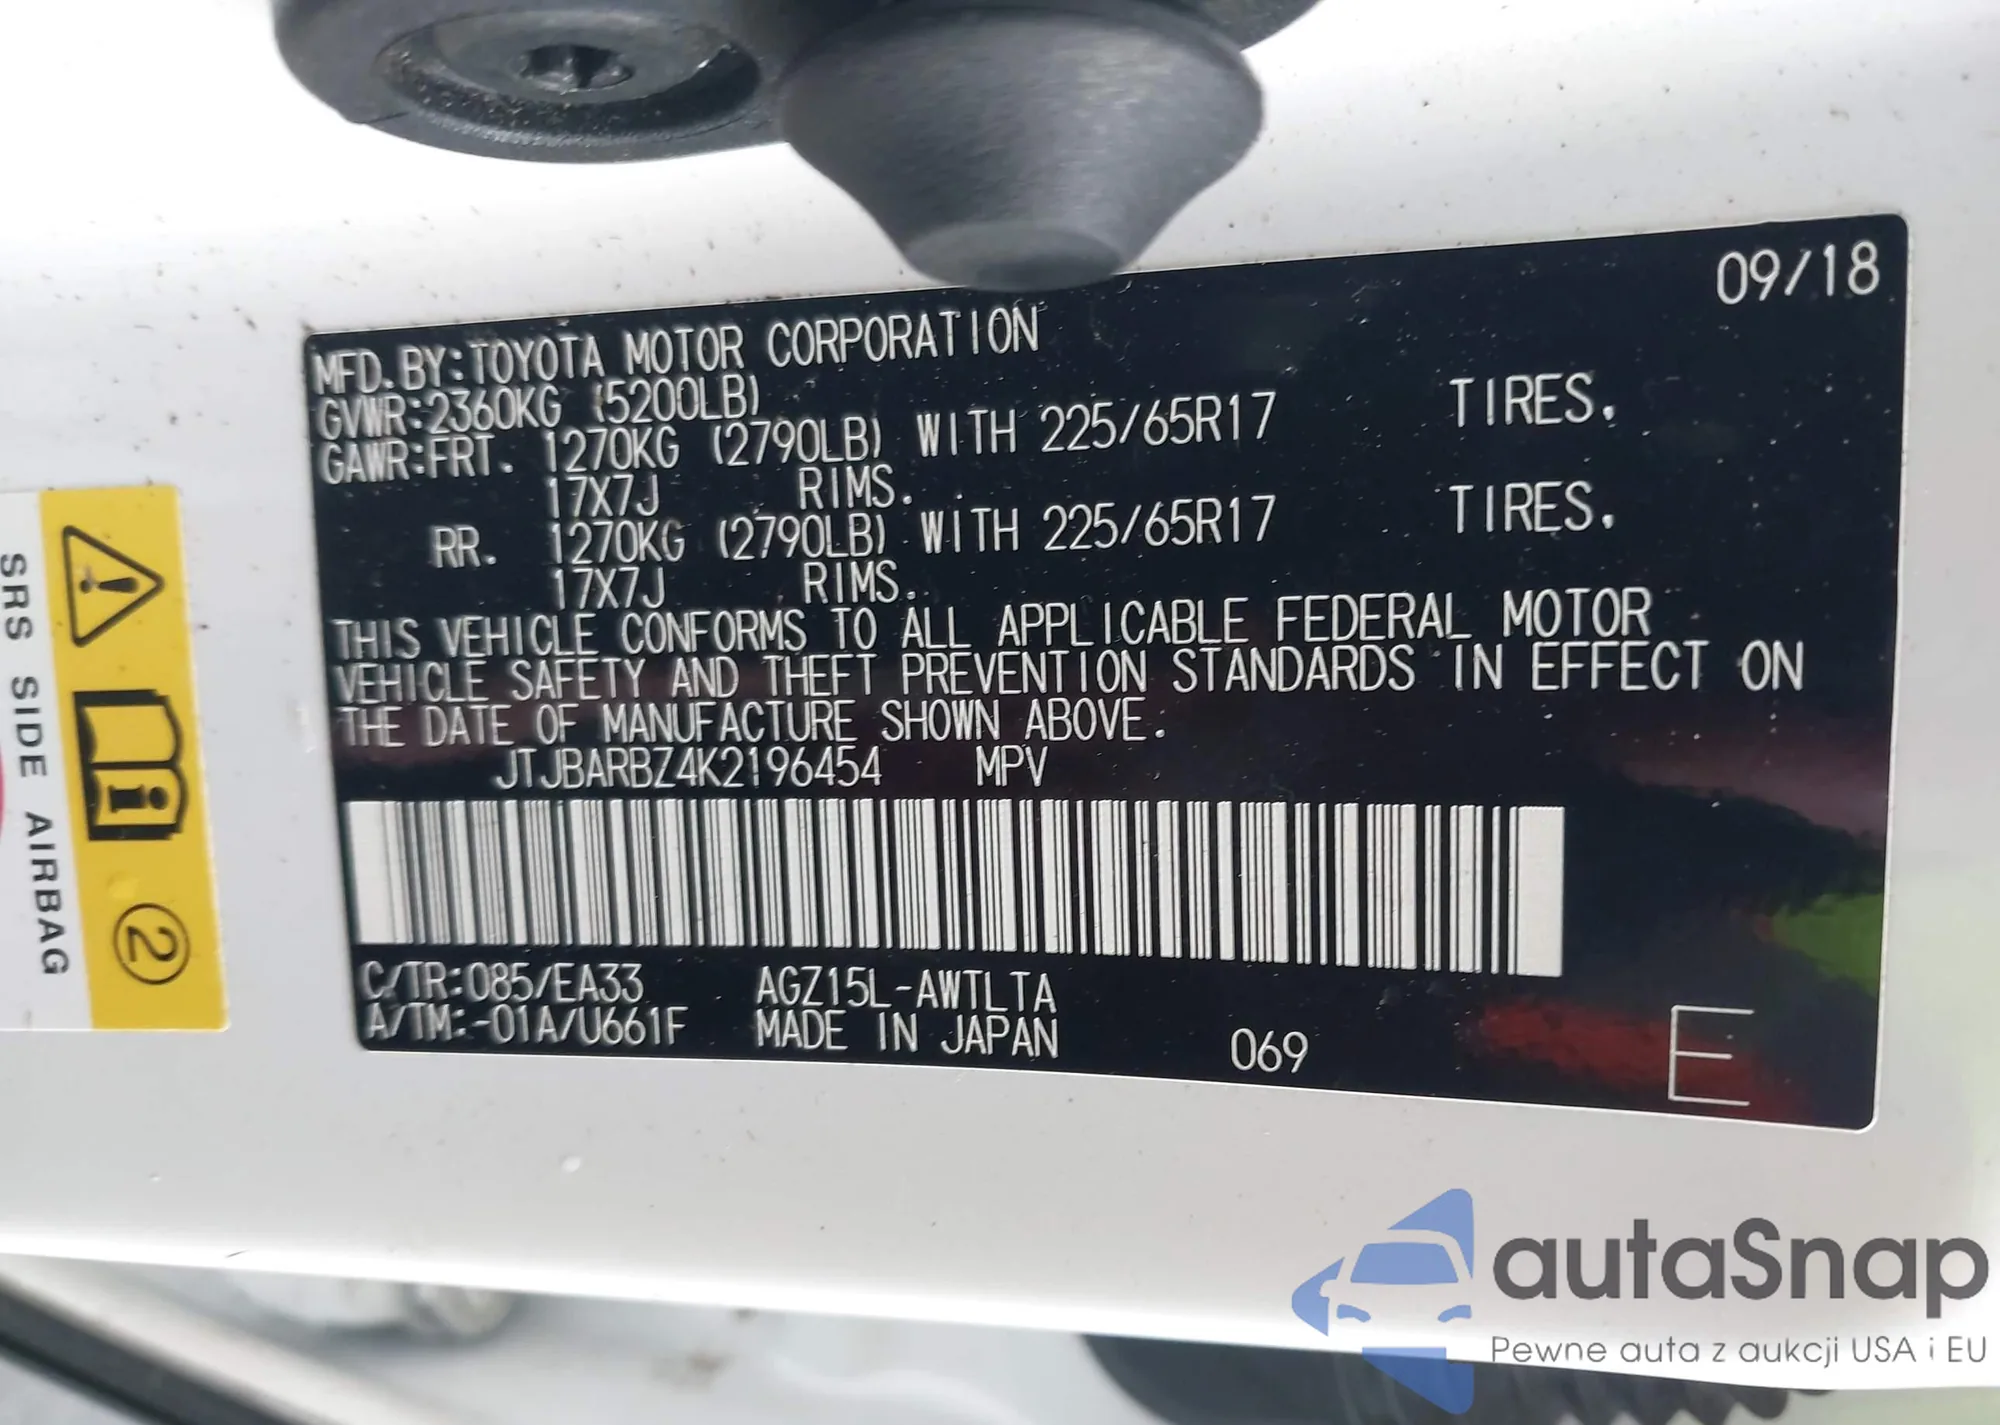 09/18
MFD.BY:TOYOTA MOTOR CORPORATION
GVWR:2360KG (5200LB)
GAWR:FRT. 1270KG (2790LB) WITH 225/65R17 TIRES.
17X7J RIMS.
RR. 1270KG (2790LB) WITH 225/65R17 TIRES.
17X7J RIMS.
THIS VEHICLE CONFORMS TO ALL APPLICABLE FEDERAL MOTOR
VEHICLE SAFETY AND THEFT PREVENTION STANDARDS IN EFFECT ON
THE DATE OF MANUFACTURE SHOWN ABOVE.
JTJBARBZ4K2196454 MPV
C/TR:085/EA33 AGZ15L-AWTLTA
A/TM:-01A/U661F MADE IN JAPAN 069 E
SRS SIDE AIRBAG
2
autaSnap
Pewne auta z aukcji USA i EU